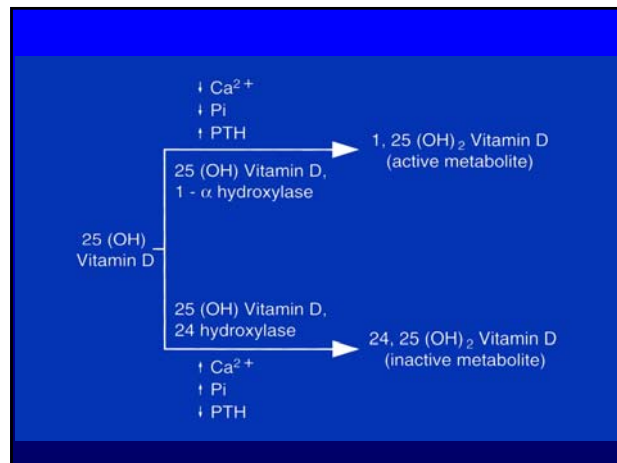 ↓ Ca²⁺
↓ Pi
↑ PTH
25 (OH) Vitamin D,
1 - α hydroxylase
1, 25 (OH)₂ Vitamin D
(active metabolite)
25 (OH)
Vitamin D
25 (OH) Vitamin D,
24 hydroxylase
24, 25 (OH)₂ Vitamin D
(inactive metabolite)
↑ Ca²⁺
↑ Pi
↓ PTH